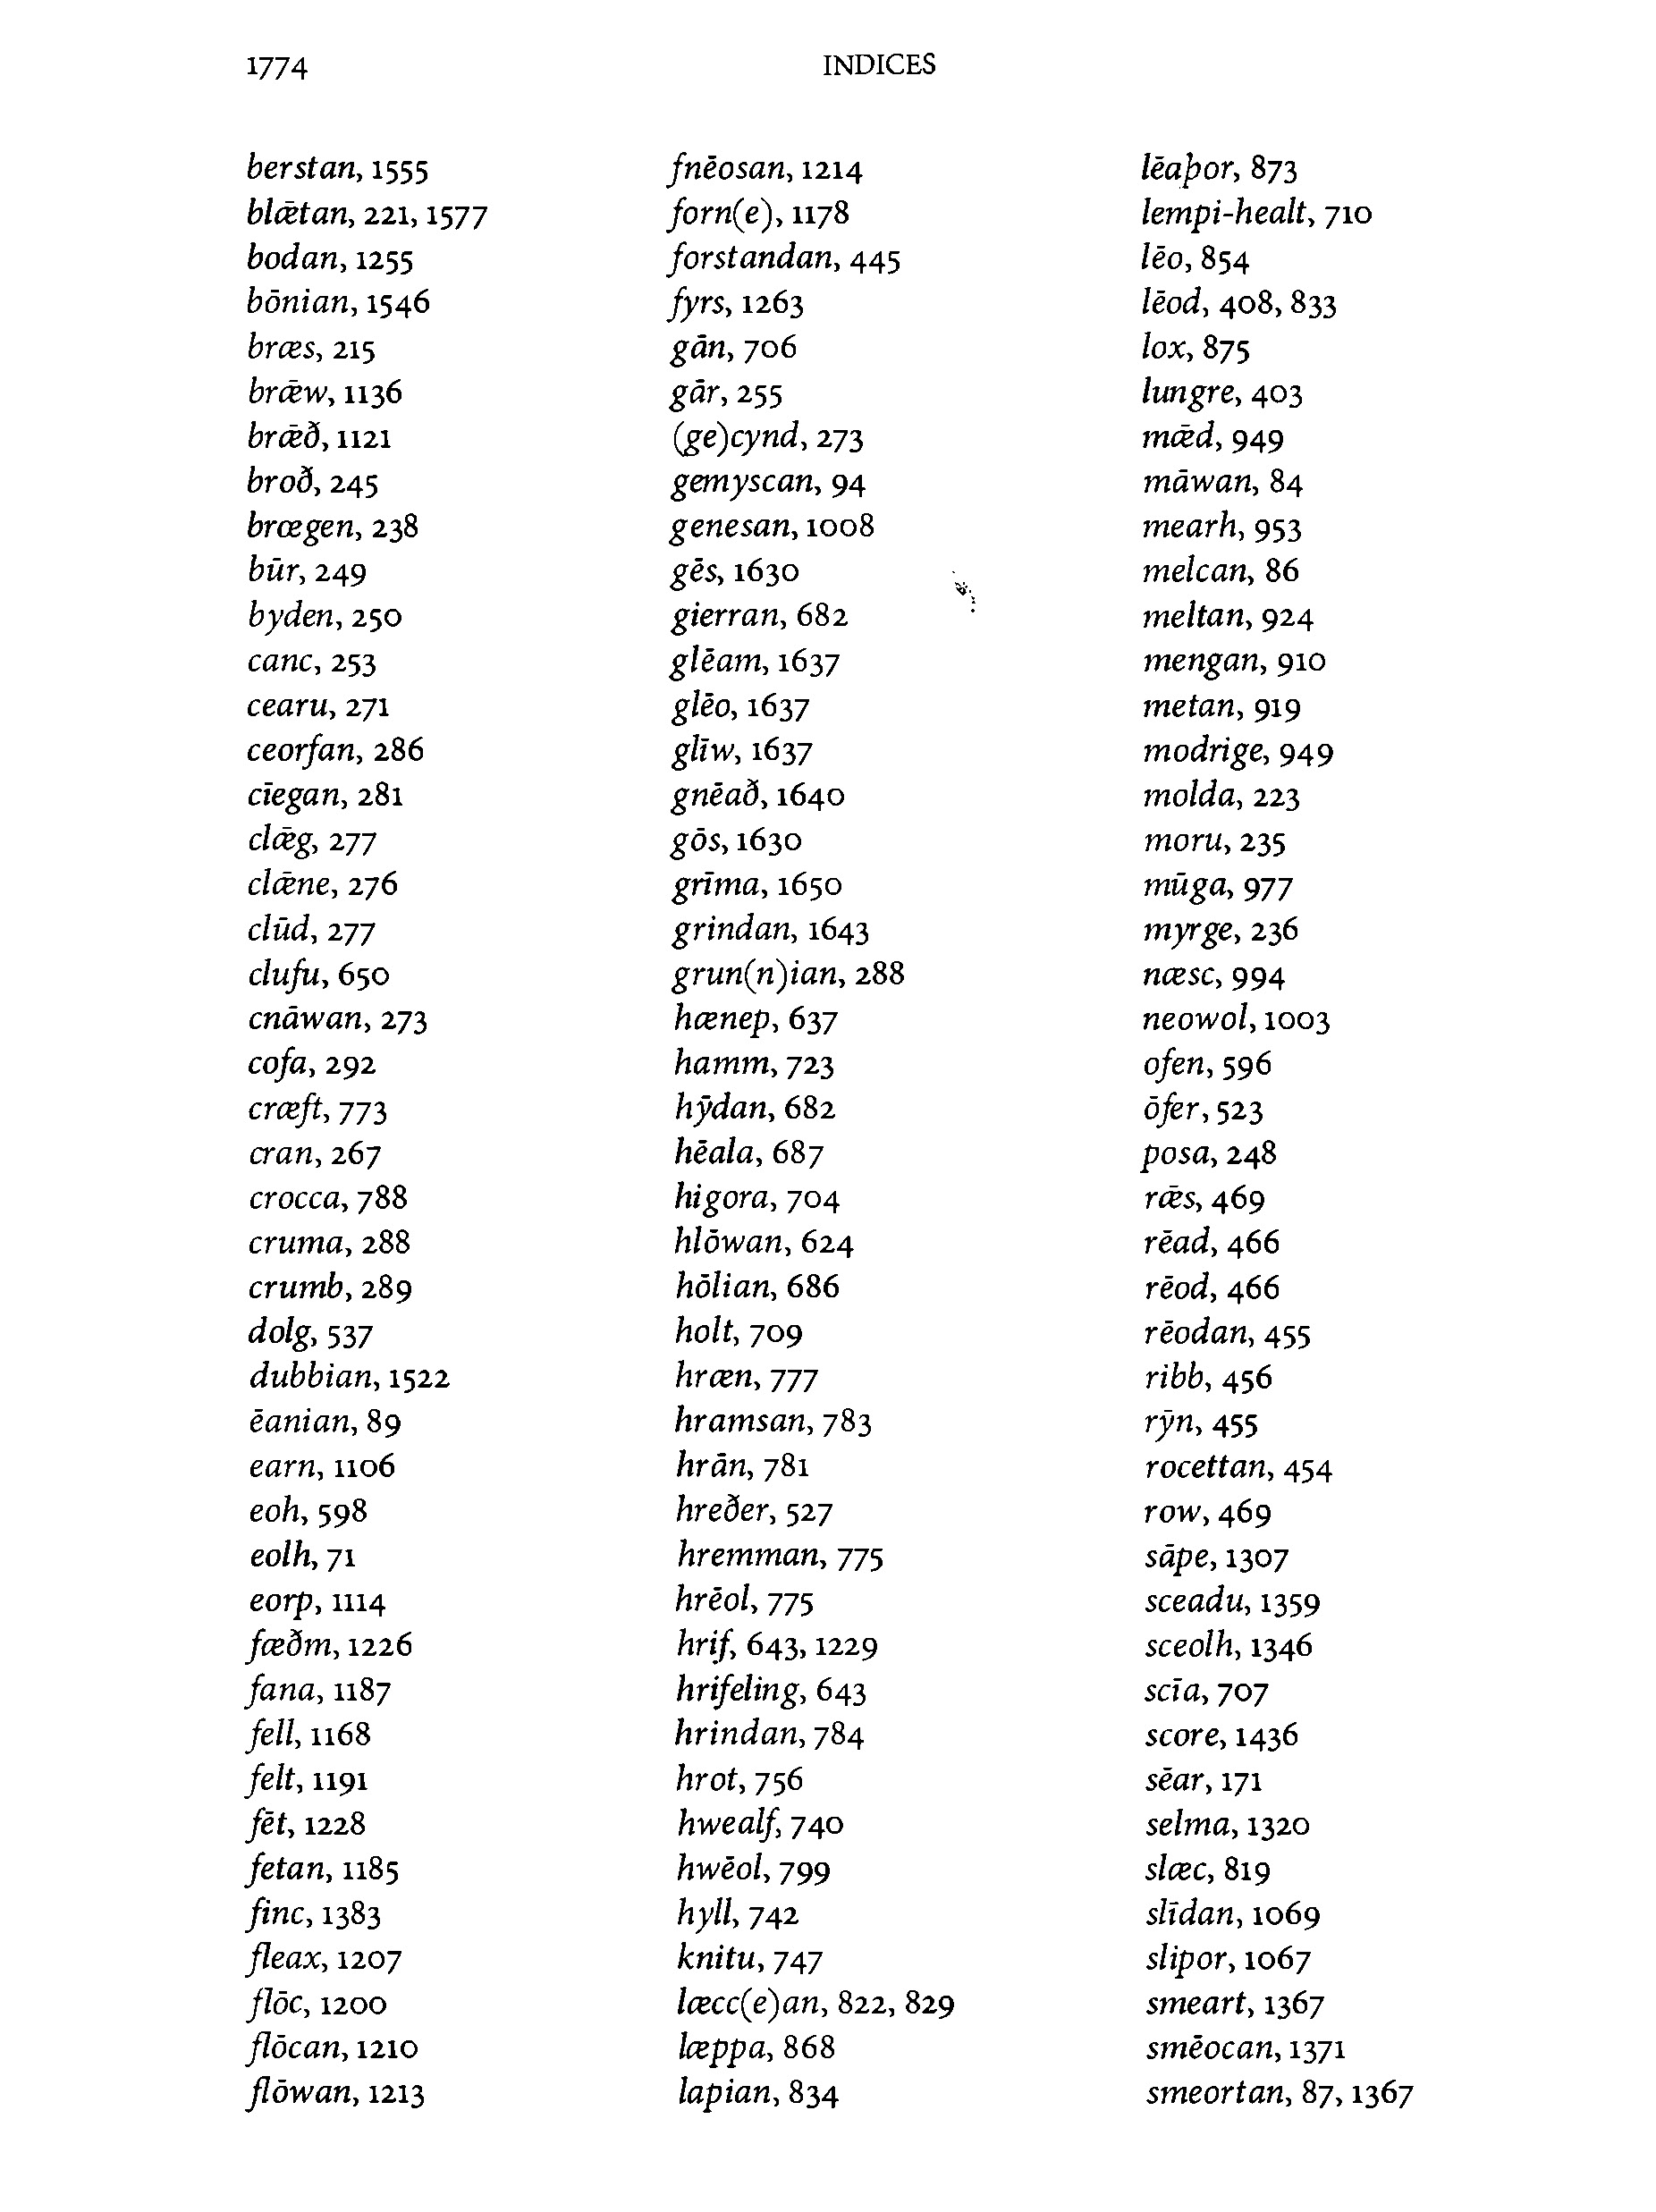 1774
INDICES
berstan, 1555
blǣtan, 221, 1577
bodan, 1255
bōnian, 1546
bræs, 215
brǣw, 1136
brǣð, 1121
broð, 245
brægen, 238
būr, 249
byden, 250
canc, 253
cearu, 271
ceorfan, 286
cīegan, 281
clǣg, 277
clǣne, 276
clūd, 277
clufu, 650
cnāwan, 273
cofa, 292
cræft, 773
cran, 267
crocca, 788
cruma, 288
crumb, 289
dolg, 537
dubbian, 1522
ēanian, 89
earn, 1106
eoh, 598
eolh, 71
eorp, 1114
fæðm, 1226
fana, 1187
fell, 1168
felt, 1191
fēt, 1228
fetan, 1185
finc, 1383
fleax, 1207
flōc, 1200
flōcan, 1210
flōwan, 1213
fnēosan, 1214
forn(e), 1178
forstandan, 445
fyrs, 1263
gān, 706
gār, 255
(ge)cynd, 273
gemyscan, 94
genesan, 1008
gēs, 1630
gierran, 682
glēam, 1637
glēo, 1637
glīw, 1637
gnēað, 1640
gōs, 1630
grīma, 1650
grindan, 1643
grun(n)ian, 288
hænep, 637
hamm, 723
hȳdan, 682
hēala, 687
higora, 704
hlōwan, 624
hōlian, 686
holt, 709
hræn, 777
hramsan, 783
hrān, 781
hreðer, 527
hremman, 775
hrēol, 775
hrif, 643, 1229
hrifeling, 643
hrindan, 784
hrot, 756
hwealf, 740
hwēol, 799
hyll, 742
knitu, 747
læcc(e)an, 822, 829
læppa, 868
lapian, 834
lēaþor, 873
lempi-healt, 710
lēo, 854
lēod, 408, 833
lox, 875
lungre, 403
mǣd, 949
māwan, 84
mearh, 953
melcan, 86
meltan, 924
mengan, 910
metan, 919
modrige, 949
molda, 223
moru, 235
mūga, 977
myrge, 236
næsc, 994
neowol, 1003
ofen, 596
ōfer, 523
posa, 248
rǣs, 469
rēad, 466
rēod, 466
rēodan, 455
ribb, 456
rȳn, 455
rocettan, 454
row, 469
sāpe, 1307
sceadu, 1359
sceolh, 1346
scīa, 707
score, 1436
sēar, 171
selma, 1320
slæc, 819
slīdan, 1069
slipor, 1067
smeart, 1367
smēocan, 1371
smeortan, 87, 1367